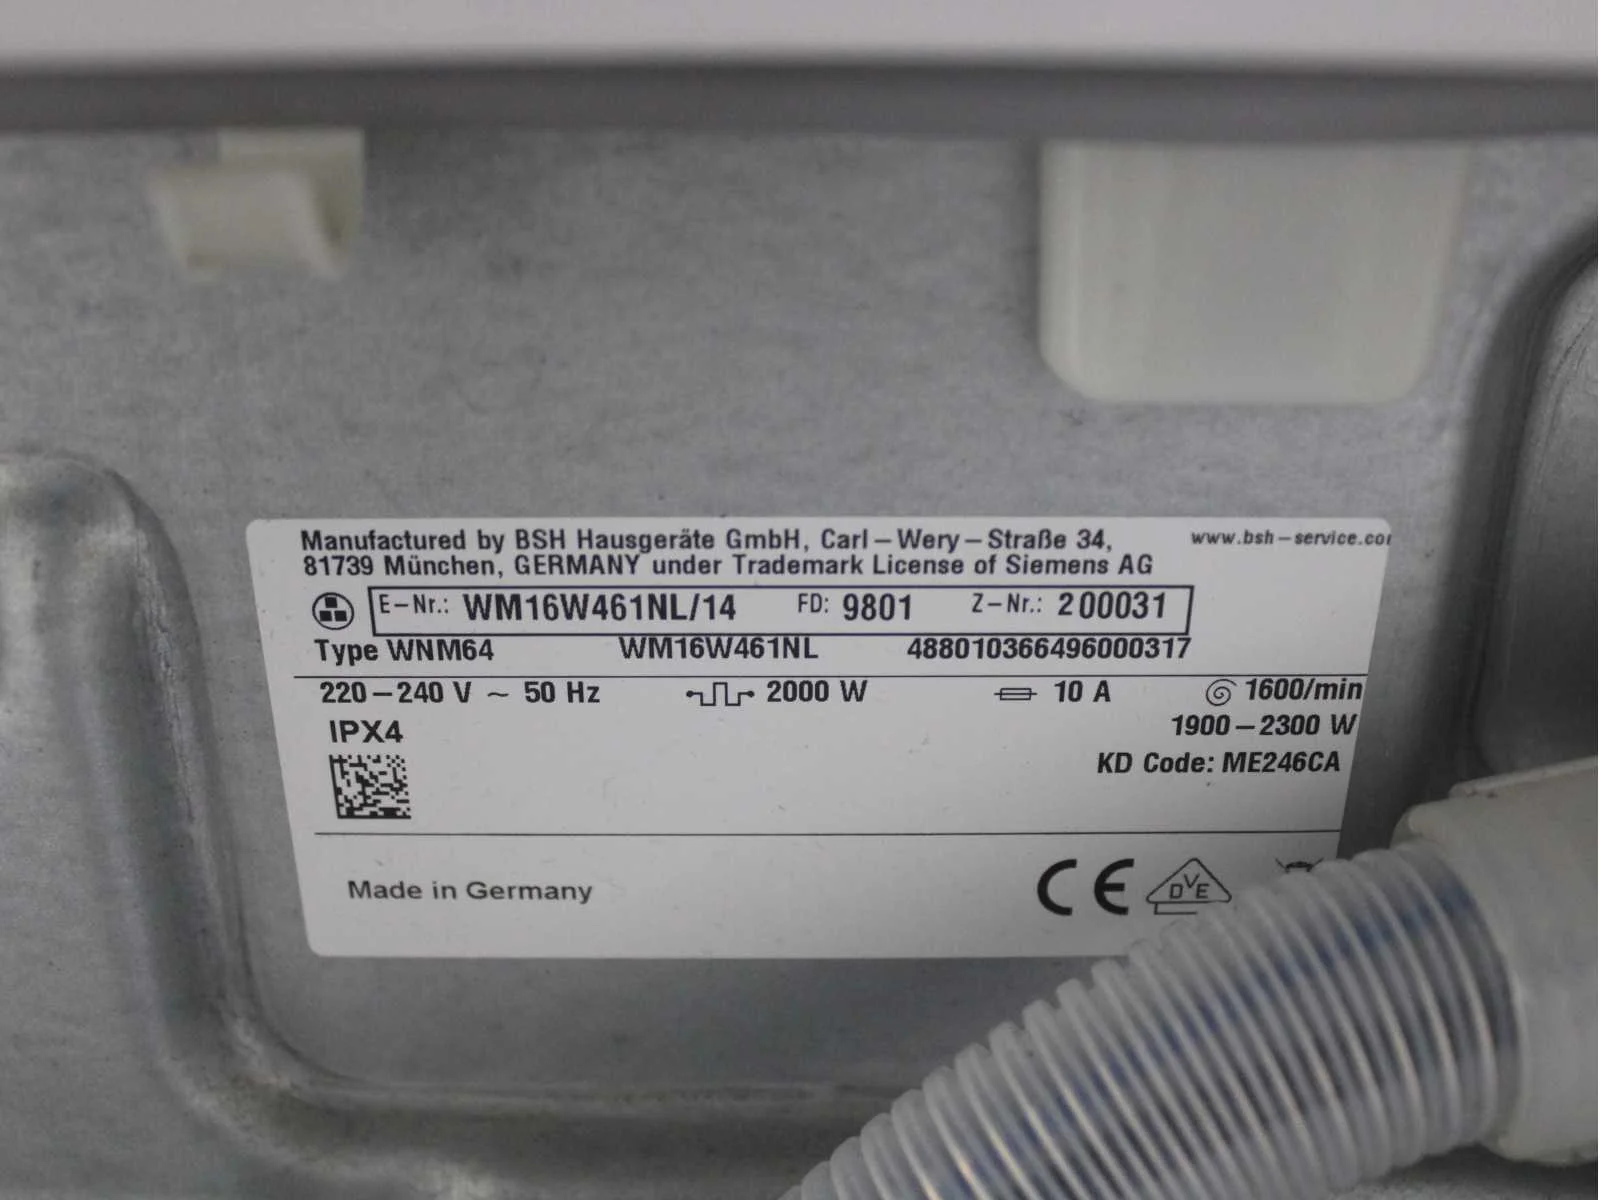 Manufactured by BSH Hausgeräte GmbH, Carl-Wery-Straße 34, www.bsh-service.co
81739 München, GERMANY under Trademark License of Siemens AG
E-Nr.: WM16W461NL/14 FD: 9801 Z-Nr.: 200031
Type WNM64 WM16W461NL 488010366496000317
220-240 V ~ 50 Hz 2000 W 10 A 1600/min
IPX4 1900-2300 W
KD Code: ME246CA
Made in Germany CE DVE